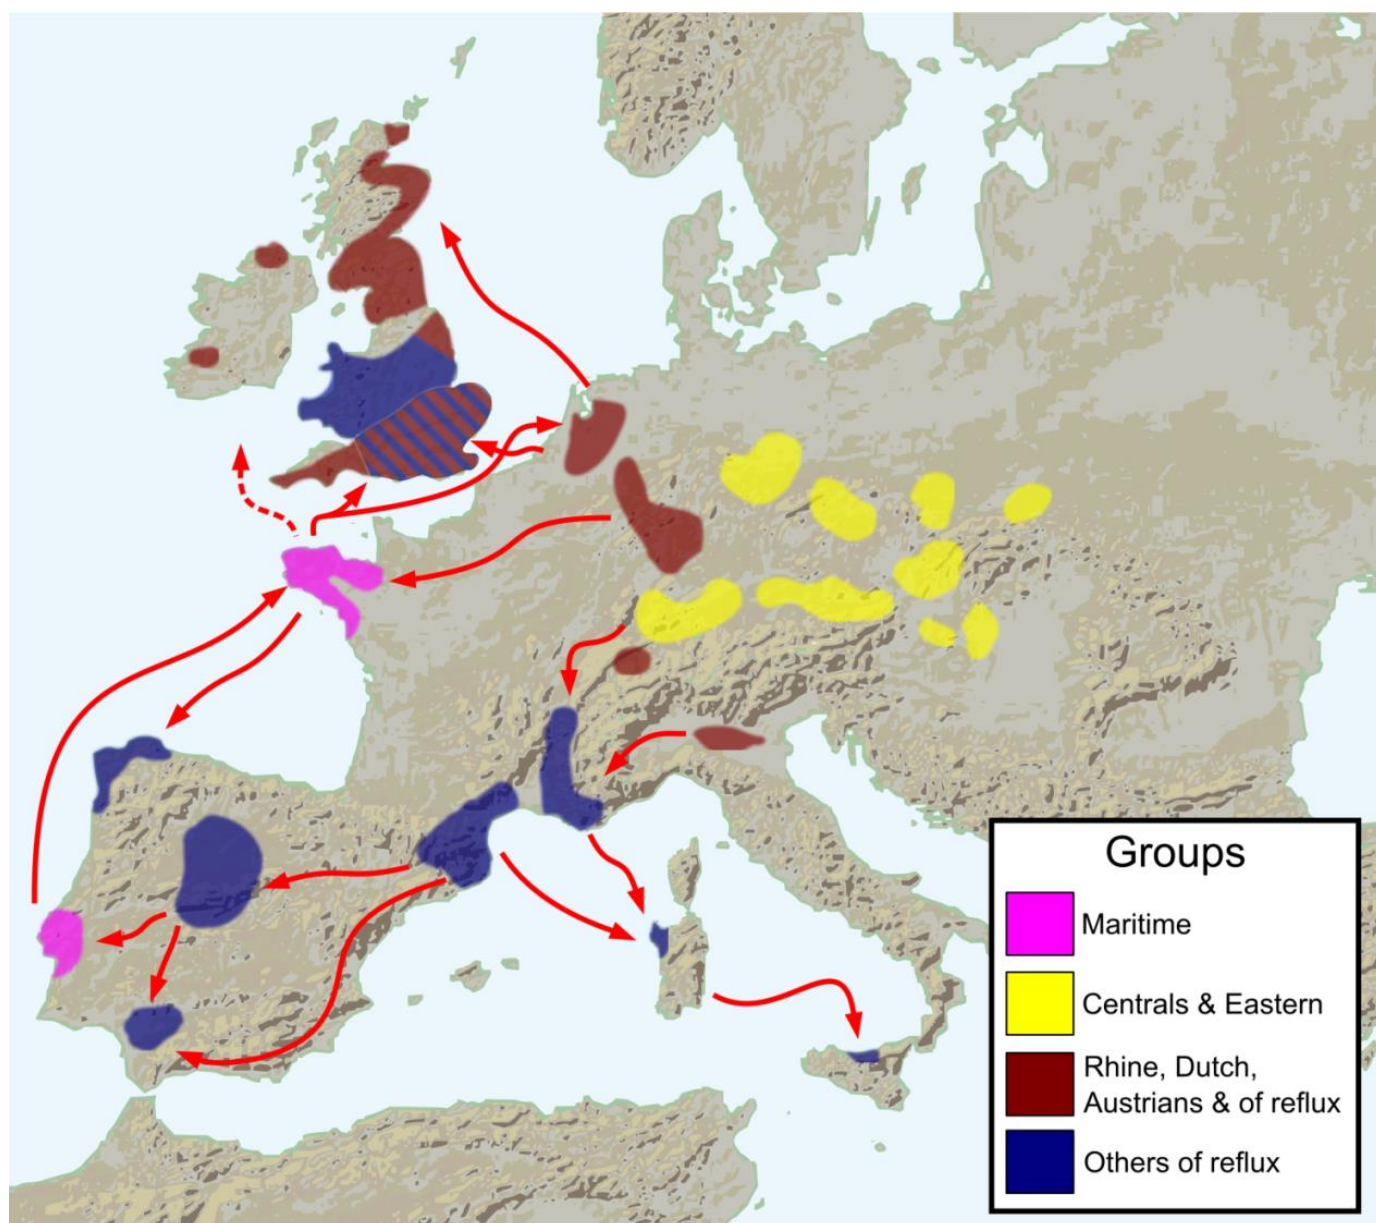 Groups
Maritime
Centrals & Eastern
Rhine, Dutch,
Austrians & of reflux
Others of reflux